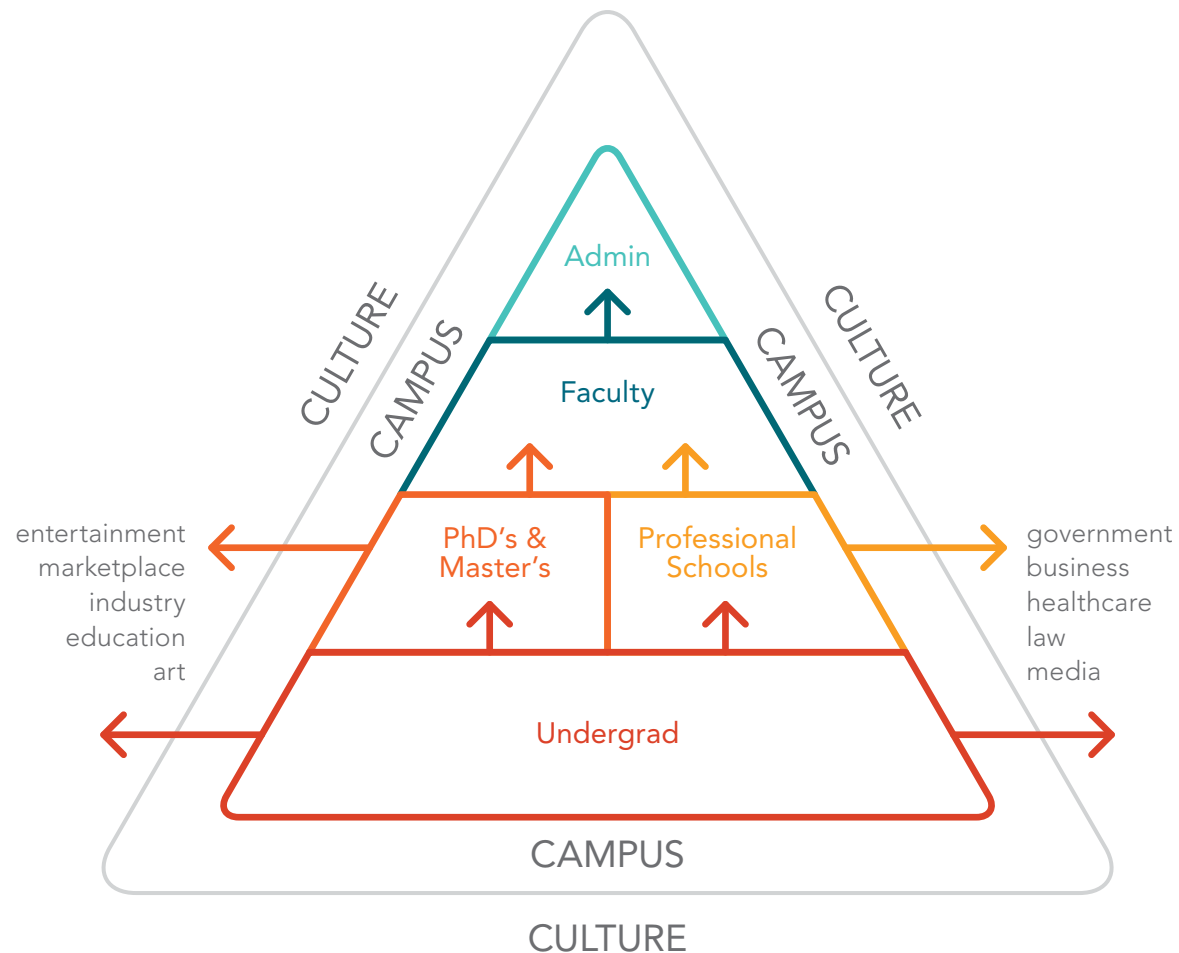 Admin
CULTURE
CAMPUS
CAMPUS
CULTURE
Faculty
PhD's &
Master's
Professional
Schools
entertainment
marketplace
industry
education
art
government
business
healthcare
law
media
Undergrad
CAMPUS
CULTURE